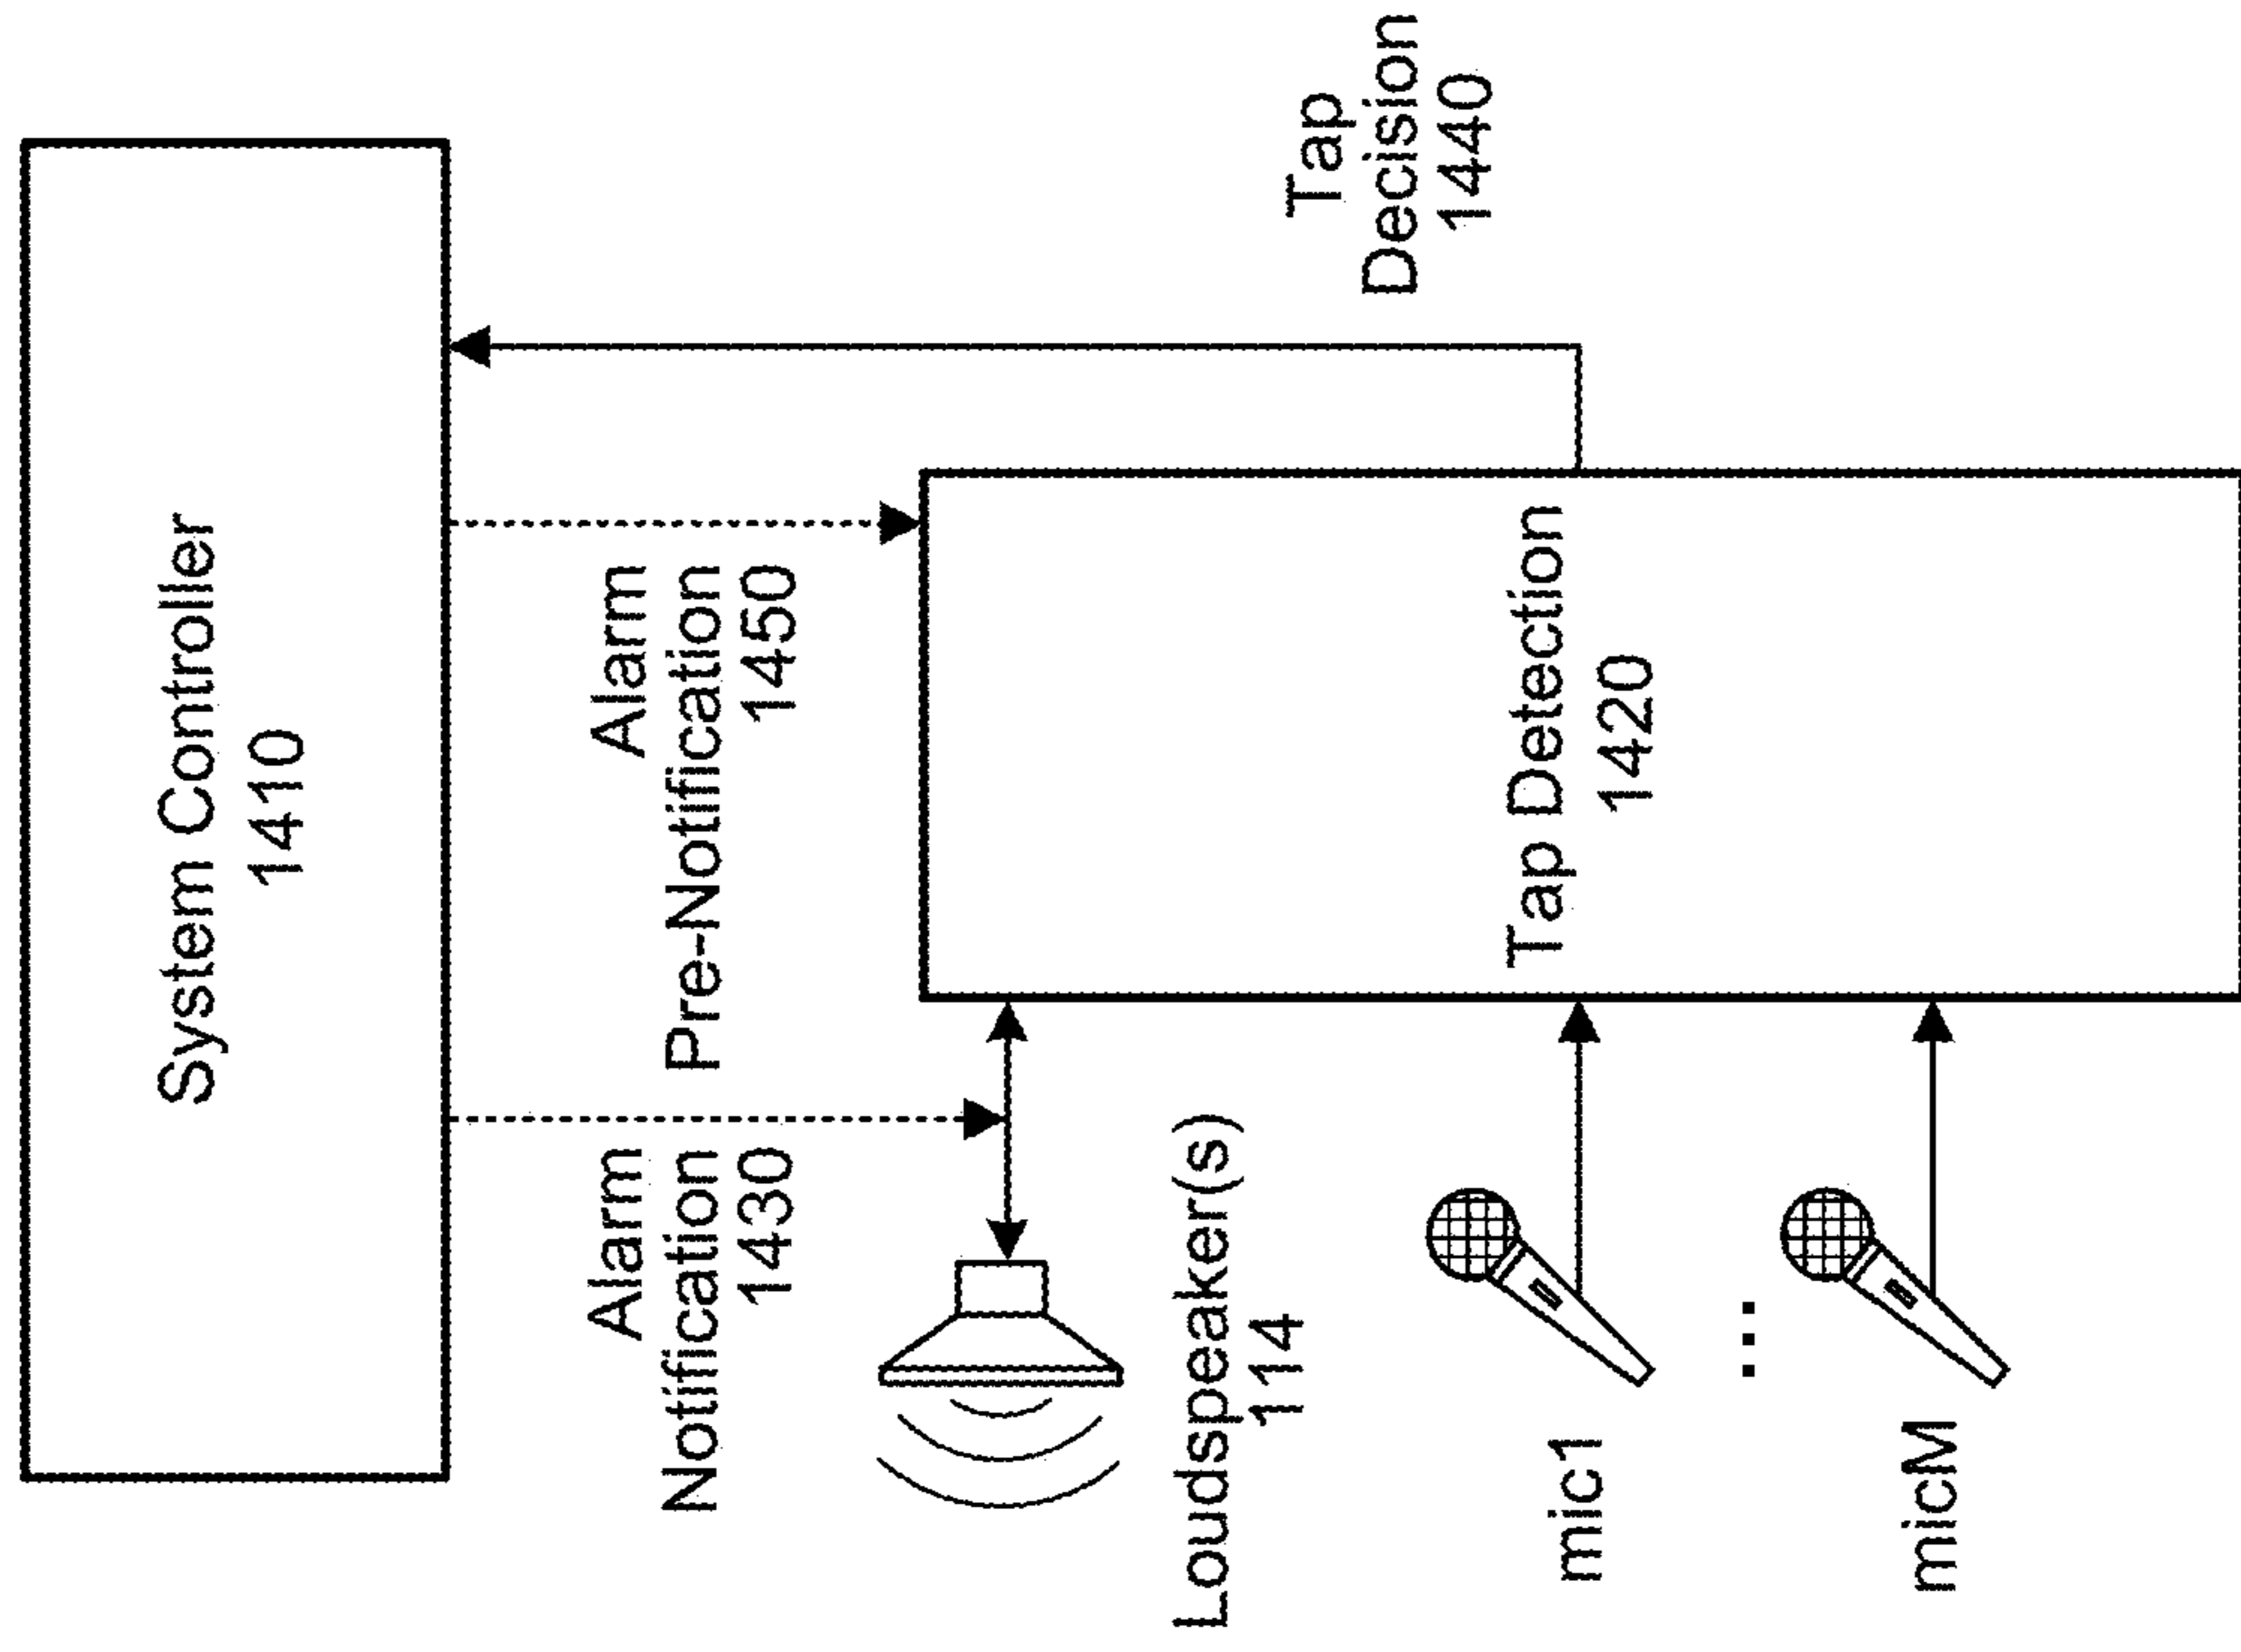 System Controller
1410
Alarm
Notification
1430
Alarm
Pre-Notification
1450
Tap
Decision
1440
Loudspeaker(s)
114
Tap Detection
1420
mic1
...
micM